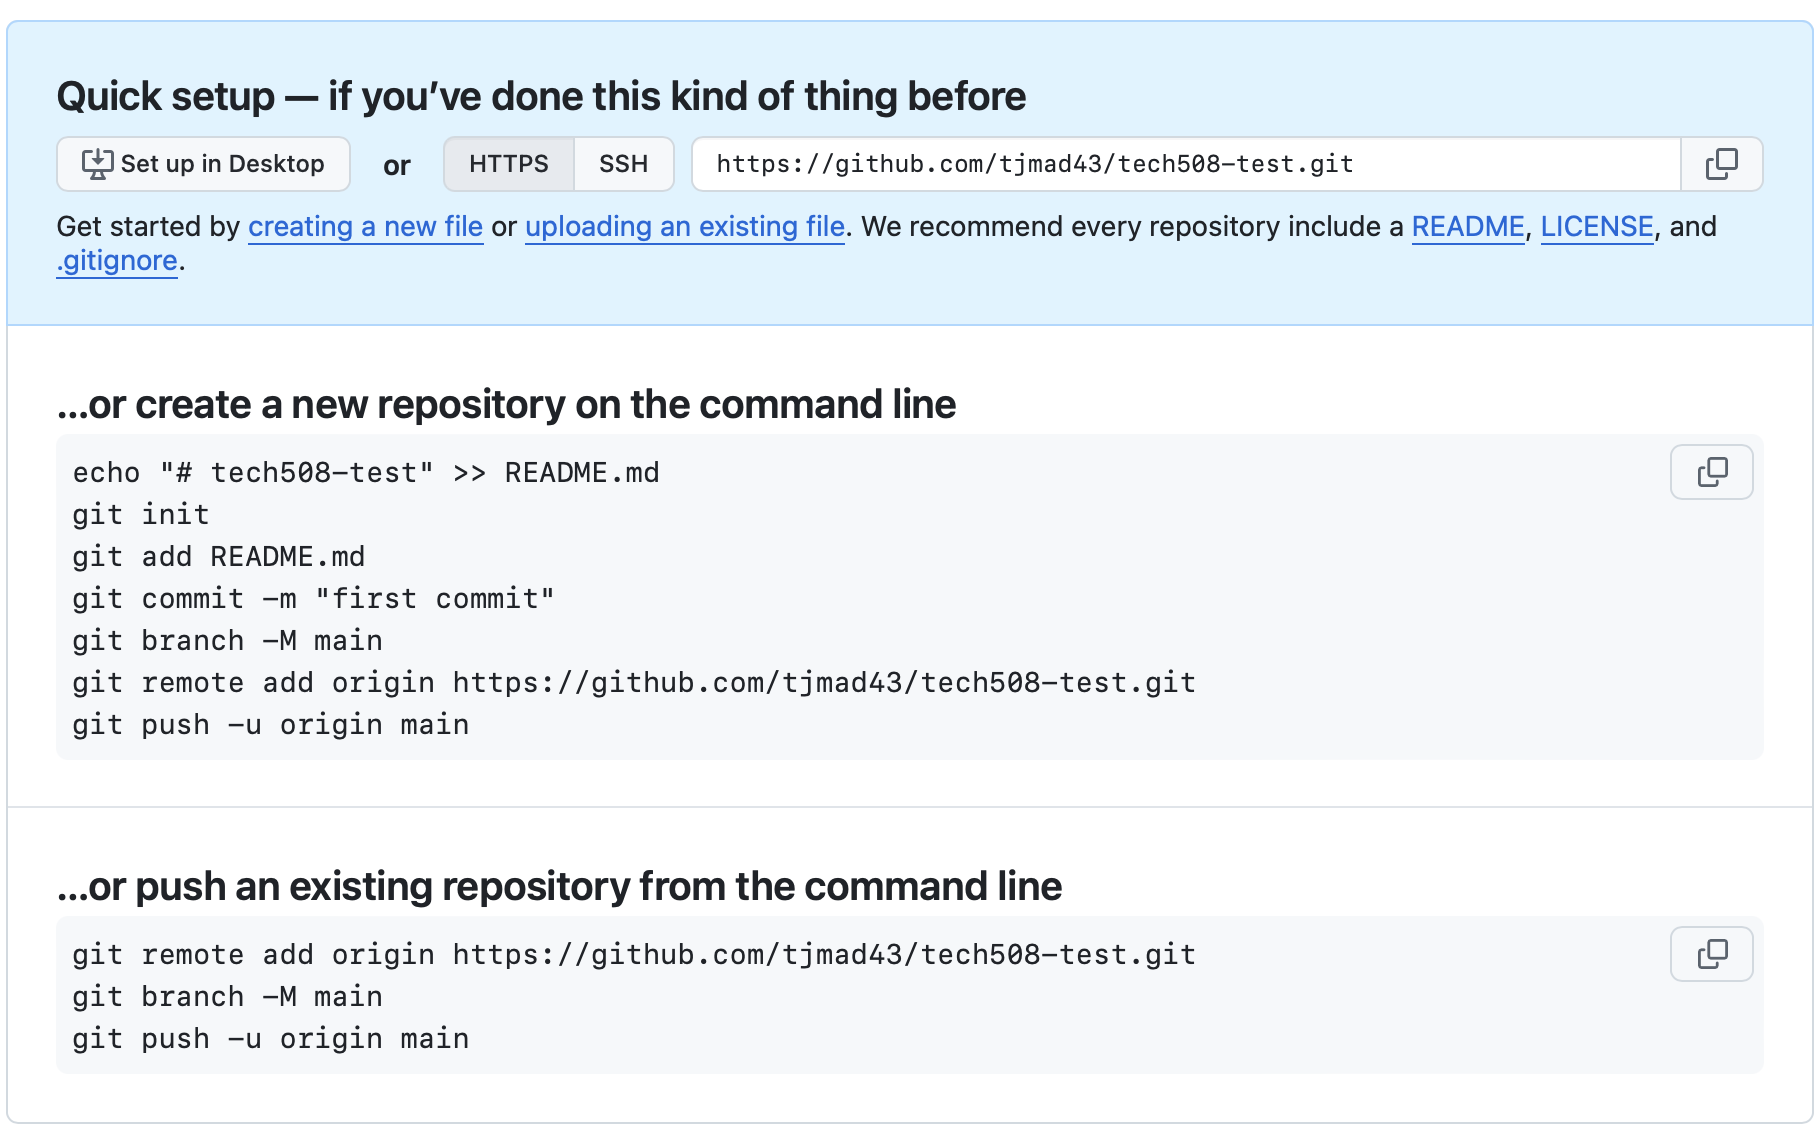 Quick setup — if you’ve done this kind of thing before
Set up in Desktop or HTTPS SSH https://github.com/tjmad43/tech508-test.git
Get started by creating a new file or uploading an existing file. We recommend every repository include a README, LICENSE, and
.gitignore.
…or create a new repository on the command line
echo "# tech508-test" >> README.md
git init
git add README.md
git commit -m "first commit"
git branch -M main
git remote add origin https://github.com/tjmad43/tech508-test.git
git push -u origin main
…or push an existing repository from the command line
git remote add origin https://github.com/tjmad43/tech508-test.git
git branch -M main
git push -u origin main